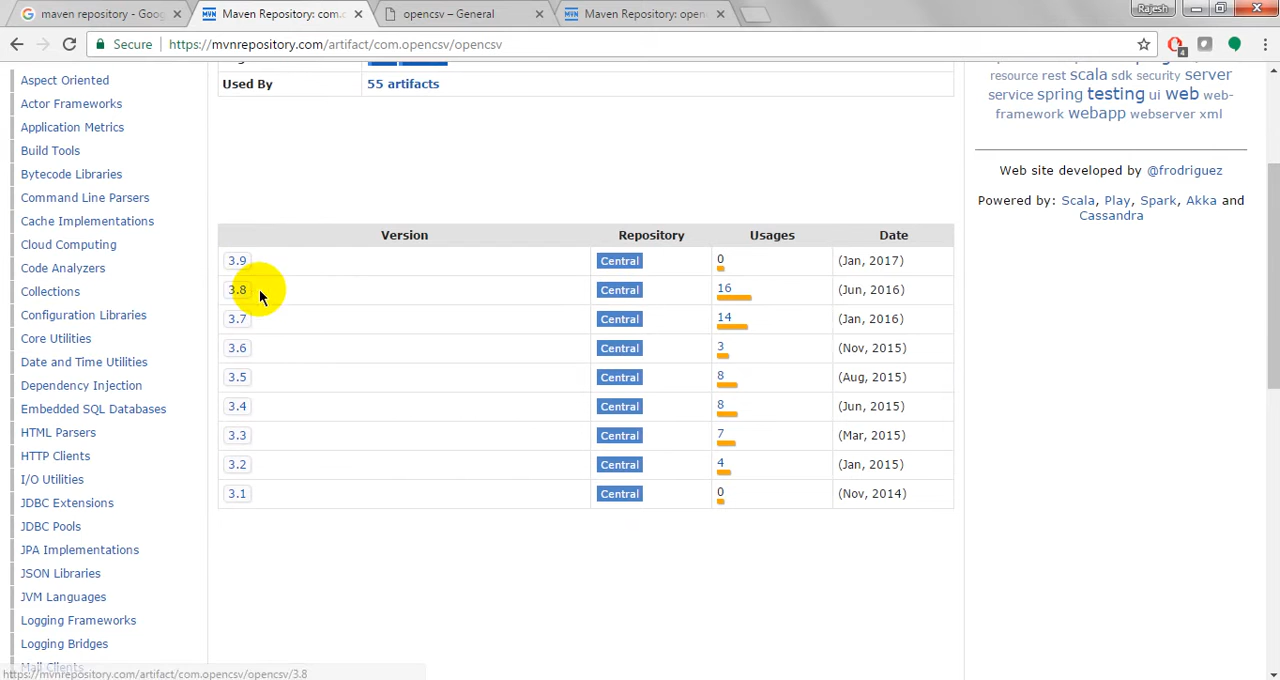 maven repository - Goo
Maven Repository: com.
opencsv – General
Maven Repository: open
Rajesh
Secure
https://mvnrepository.com/artifact/com.opencsv/opencsv
4
Used By
55 artifacts
Aspect Oriented
Actor Frameworks
Application Metrics
Build Tools
Bytecode Libraries
Command Line Parsers
Cache Implementations
Cloud Computing
Code Analyzers
Collections
Configuration Libraries
Core Utilities
Date and Time Utilities
Dependency Injection
Embedded SQL Databases
HTML Parsers
HTTP Clients
I/O Utilities
JDBC Extensions
JDBC Pools
JPA Implementations
JSON Libraries
JVM Languages
Logging Frameworks
Logging Bridges
Mail Clients
Version Repository Usages Date
3.9 Central 0 (Jan, 2017)
3.8 Central 16 (Jun, 2016)
3.7 Central 14 (Jan, 2016)
3.6 Central 3 (Nov, 2015)
3.5 Central 8 (Aug, 2015)
3.4 Central 8 (Jun, 2015)
3.3 Central 7 (Mar, 2015)
3.2 Central 4 (Jan, 2015)
3.1 Central 0 (Nov, 2014)
resource rest scala sdk security server
service spring testing ui web web-
framework webapp webserver xml
Web site developed by @frodriguez
Powered by: Scala, Play, Spark, Akka and
Cassandra
https://mvnrepository.com/artifact/com.opencsv/opencsv/3.8